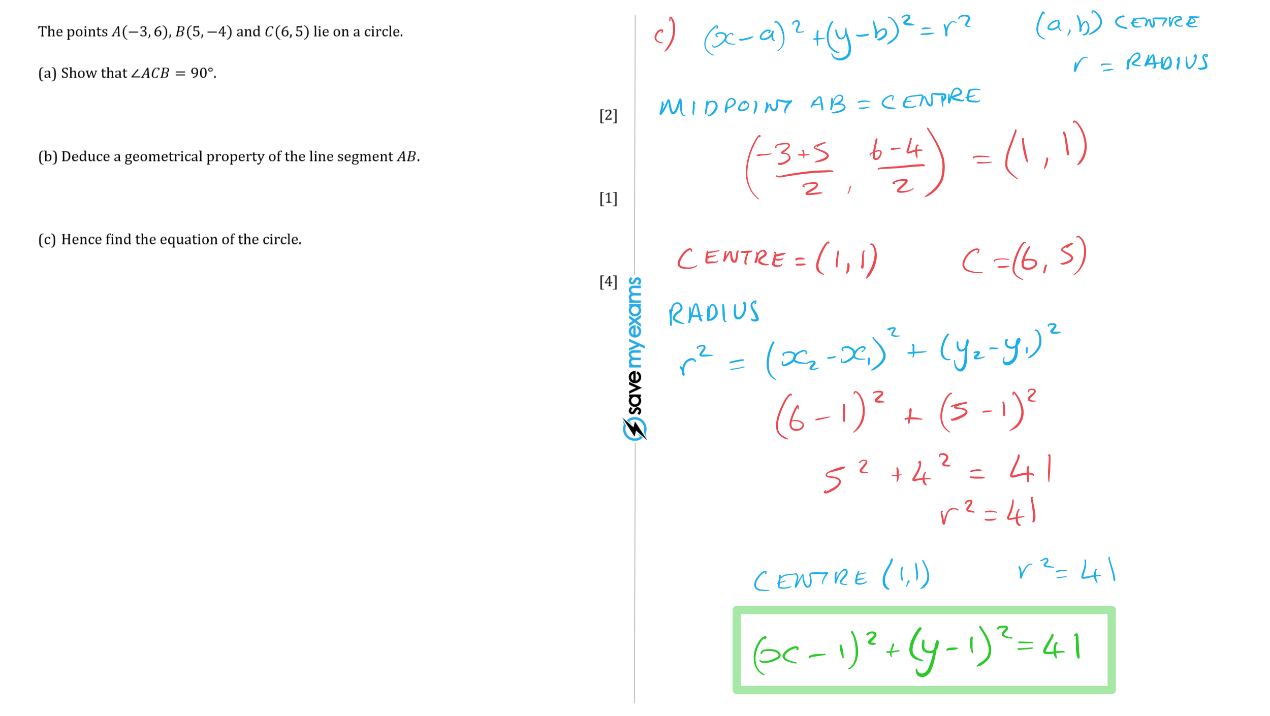 The points A(−3, 6), B(5, −4) and C(6, 5) lie on a circle.
(a) Show that ∠ACB = 90°.
[2]
(b) Deduce a geometrical property of the line segment AB.
[1]
(c) Hence find the equation of the circle.
[4]
save my exams
c) (x-a)² + (y-b)² = r² (a,b) CENTRE
r = RADIUS
MIDPOINT AB = CENTRE
(-3+5/2 , 6-4/2) = (1, 1)
CENTRE = (1,1) C = (6,5)
RADIUS
r² = (x₂-x₁)² + (y₂-y₁)²
(6-1)² + (5-1)²
5² + 4² = 41
r² = 41
CENTRE (1,1) r² = 41
(x-1)² + (y-1)² = 41